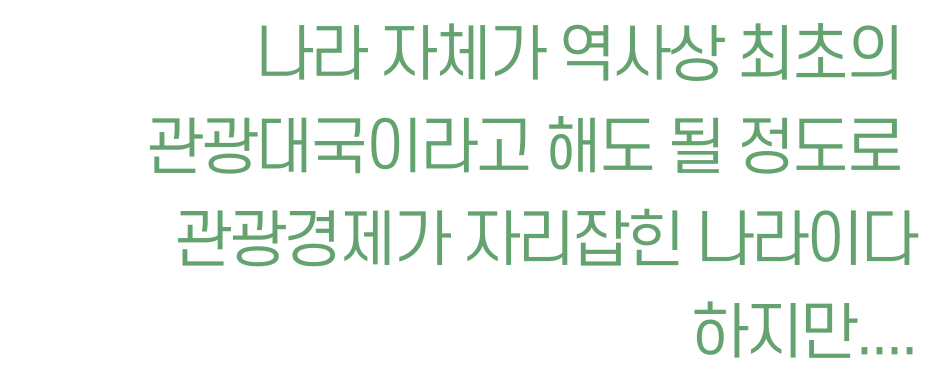 나라 자체가 역사상 최초의
관광대국이라고 해도 될 정도로
관광경제가 자리잡힌 나라이다
하지만....